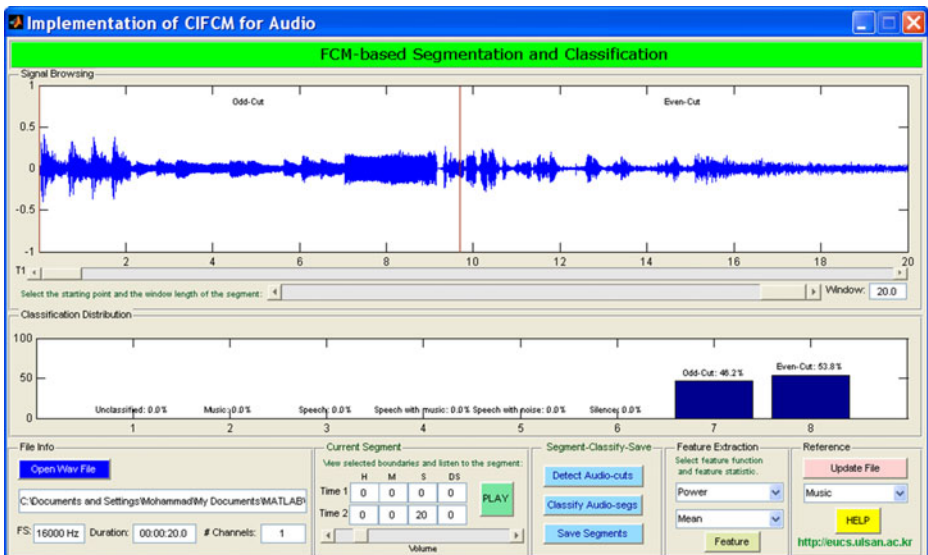 Implementation of CIFCM for Audio
FCM-based Segmentation and Classification
Signal Browsing
1
0.5
0
-0.5
-1
Odd-Cut
Even-Cut
2 4 6 8 10 12 14 16 18 20
T1
Select the starting point and the window length of the segment:
Window: 20.0
Classification Distribution
100
50
0
Unclassified: 0.0% Music: 0.0% Speech: 0.0% Speech with music: 0.0% Speech with noise: 0.0% Silence: 0.0% Odd-Cut: 46.2% Even-Cut: 53.8%
1 2 3 4 5 6 7 8
File Info
Open Wav File
C:\Documents and Settings\Mohammad\My Documents\MATLAB\
FS: 16000 Hz Duration: 00:00:20.0 # Channels: 1
Current Segment
View selected boundaries and listen to the segment:
H M S DS
Time 1 0 0 0 0
Time 2 0 0 20 0
PLAY
Volume
Segment-Classify-Save
Detect Audio-cuts
Classify Audio-segs
Save Segments
Feature Extraction
Select feature function
and feature statistic.
Power
Mean
Feature
Reference
Update File
Music
HELP
http://eucs.ulsan.ac.kr